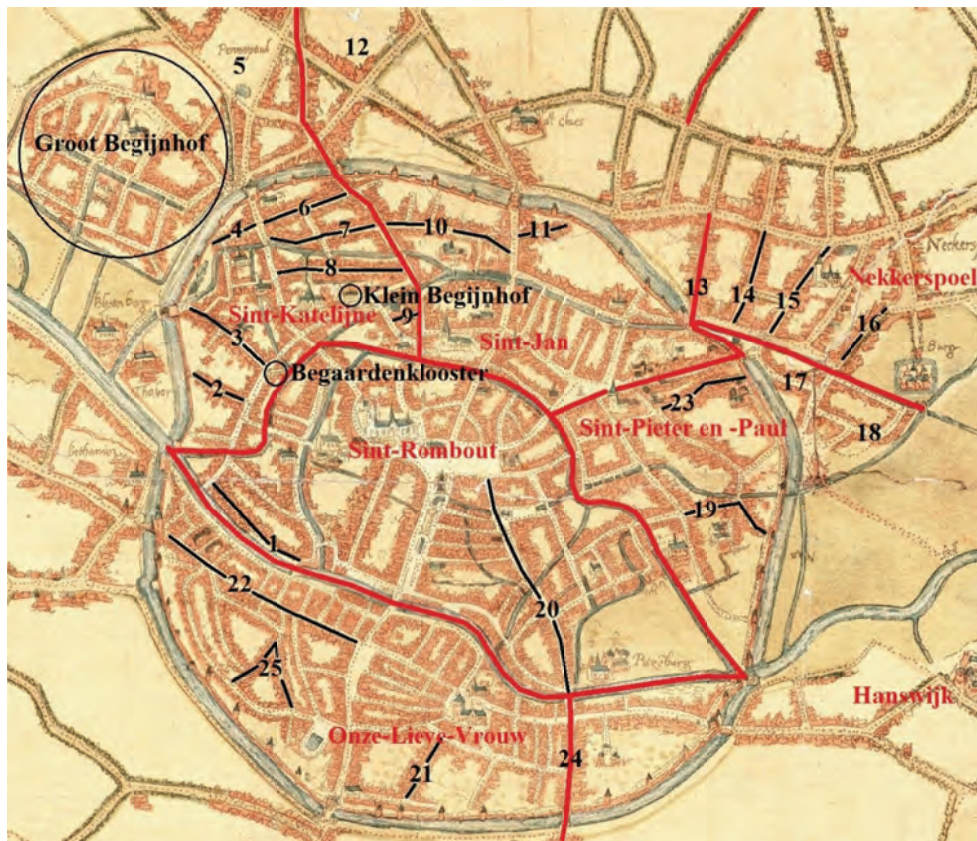 12
5
Groot Begijnhof
4
6
7
10
11
8
Klein Begijnhof
Sint-Katelijne
9
Sint-Jan
3
Begaardenklooster
2
13
14
15
Nekkerspoel
16
17
18
23
Sint-Pieter en -Paul
Sint-Rombout
19
1
22
20
25
Hanswijk
Onze-Lieve-Vrouw
21
24